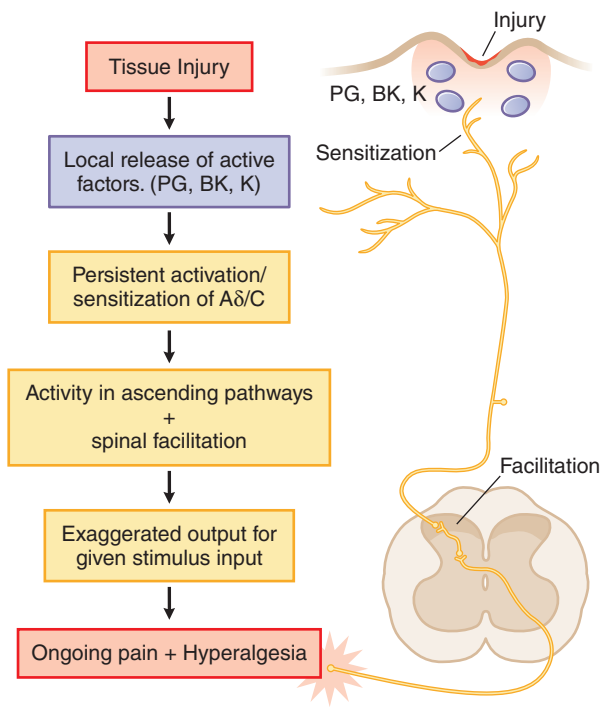 Tissue Injury
Local release of active
factors. (PG, BK, K)
Persistent activation/
sensitization of Aδ/C
Activity in ascending pathways
+
spinal facilitation
Exaggerated output for
given stimulus input
Ongoing pain + Hyperalgesia
Injury
PG, BK, K
Sensitization
Facilitation